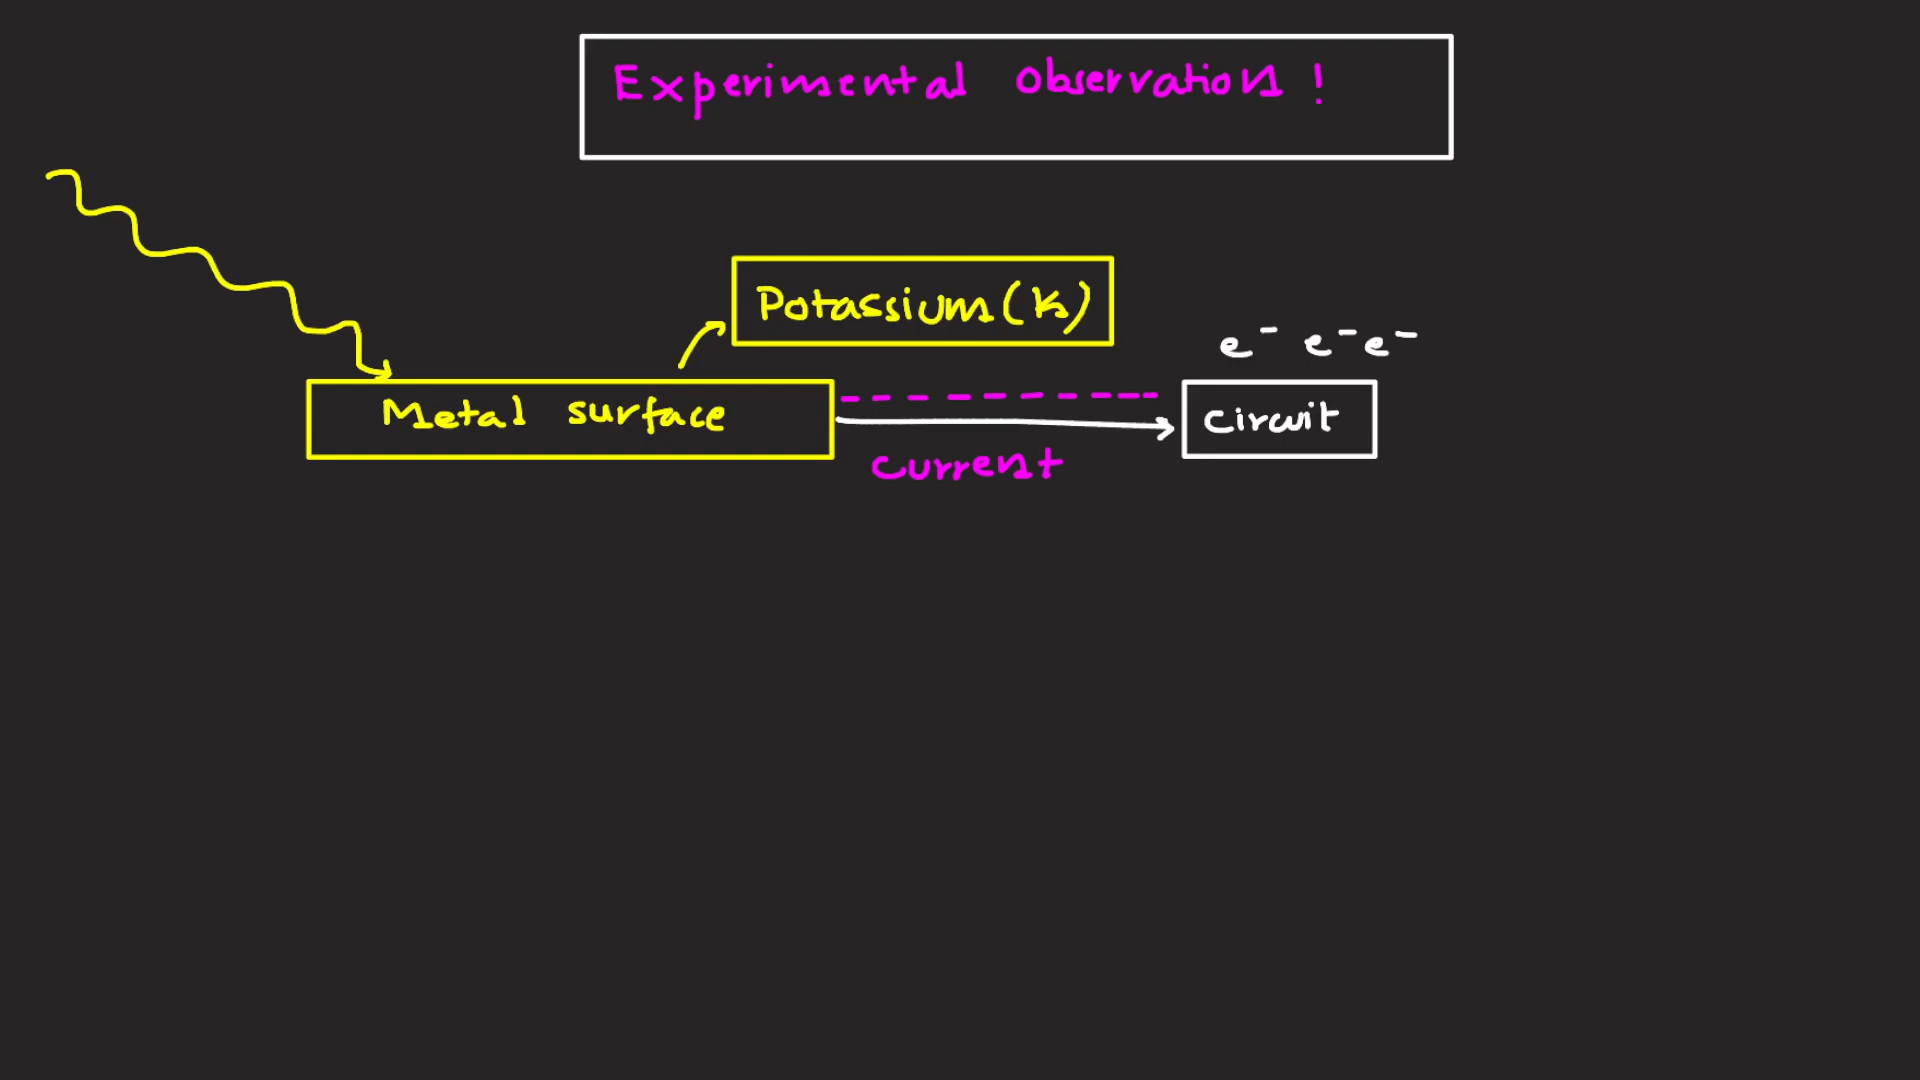 Experimental observation !
Potassium (K)
e⁻ e⁻ e⁻
Metal surface
circuit
current